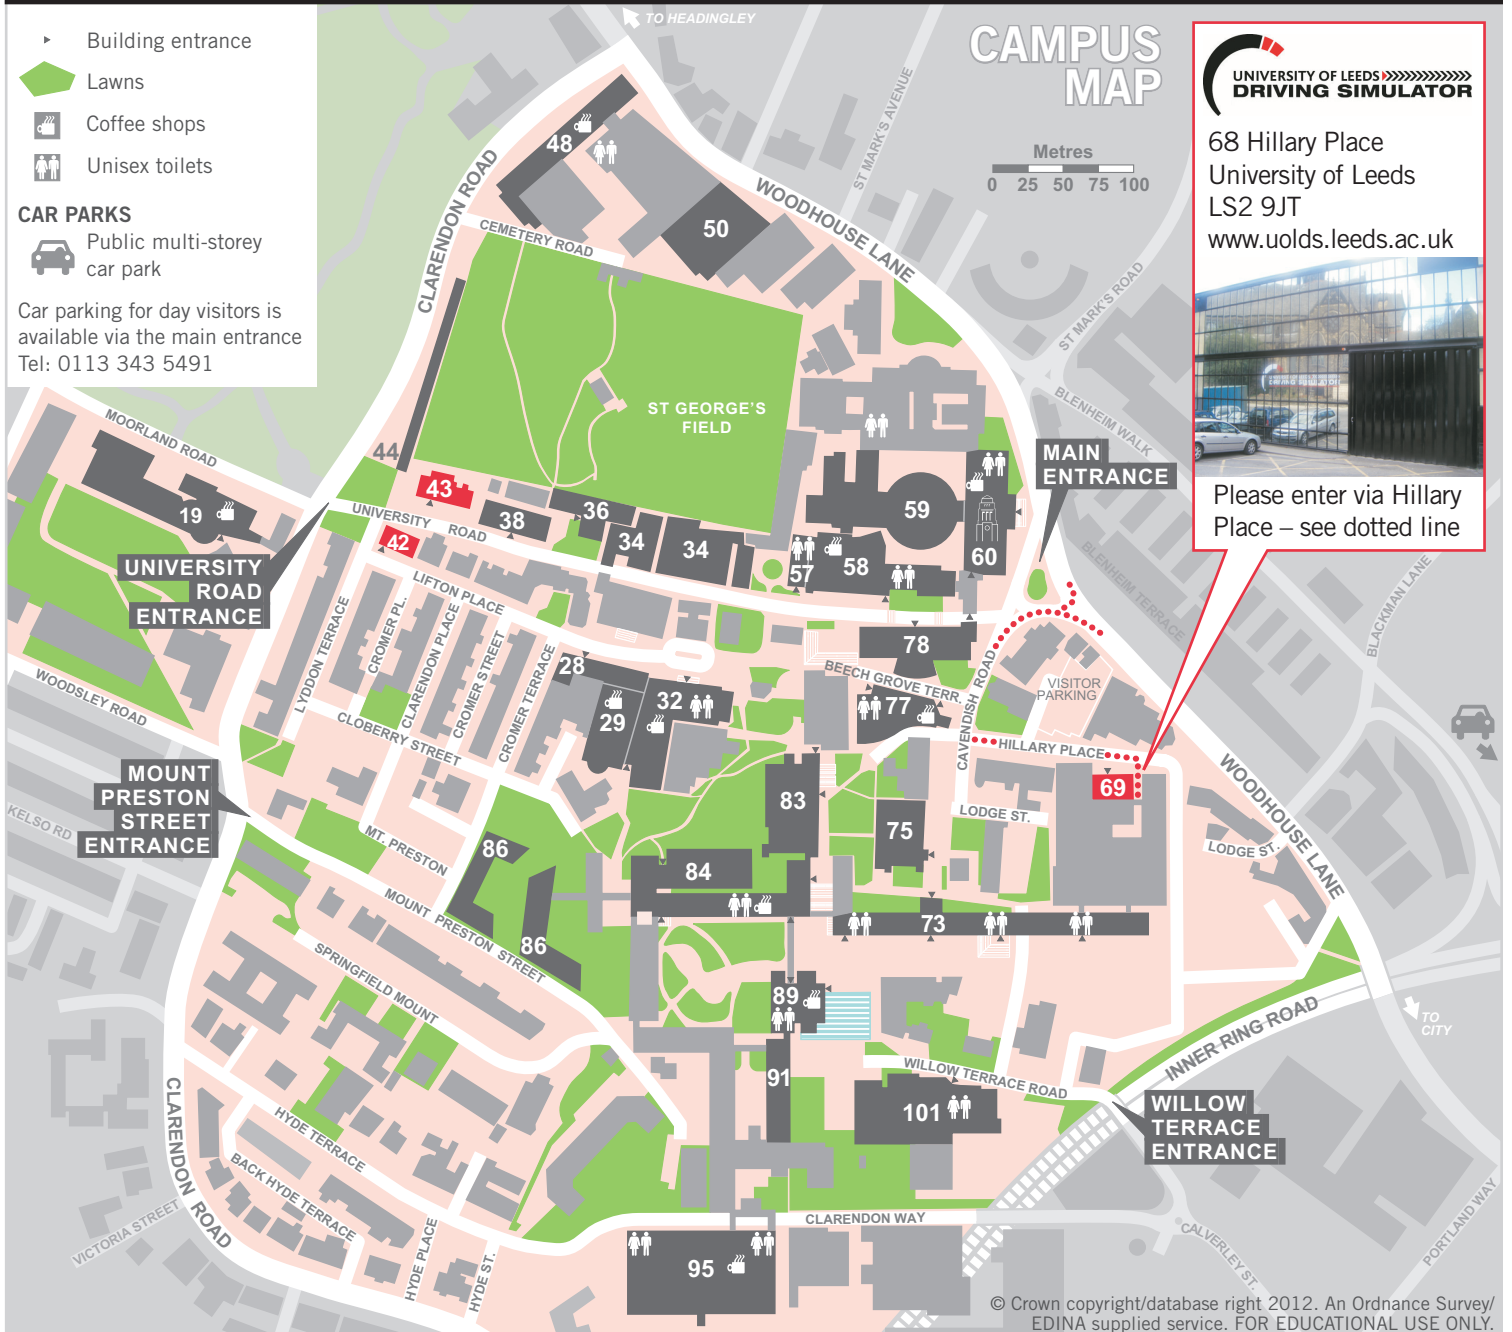 Building entrance
Lawns
Coffee shops
Unisex toilets
CAR PARKS
Public multi-storey
car park
Car parking for day visitors is
available via the main entrance
Tel: 0113 343 5491
TO HEADINGLEY
CAMPUS
MAP
Metres
0 25 50 75 100
UNIVERSITY OF LEEDS
DRIVING SIMULATOR
68 Hillary Place
University of Leeds
LS2 9JT
www.uolds.leeds.ac.uk
DRIVING SIMULATOR
Please enter via Hillary
Place – see dotted line
ST MARK'S AVENUE
WOODHOUSE LANE
CLARENDON ROAD
CEMETERY ROAD
48
50
ST MARK'S ROAD
BLENHEIM WALK
BLENHEIM TERRACE
BLACKMAN LANE
ST GEORGE'S
FIELD
MAIN
ENTRANCE
MOORLAND ROAD
44
43
19
UNIVERSITY ROAD
42
38
36
34
34
57
58
59
60
UNIVERSITY
ROAD
ENTRANCE
LIFTON PLACE
LYDDON TERRACE
CROMER PL.
CLARENDON PLACE
CROMER STREET
CROMER TERRACE
28
29
32
78
BEECH GROVE TERR.
77
CAVENDISH ROAD
VISITOR
PARKING
WOODSLEY ROAD
CLOBERRY STREET
HILLARY PLACE
69
WOODHOUSE LANE
MOUNT
PRESTON
STREET
ENTRANCE
KELSO RD
MT. PRESTON
83
75
LODGE ST.
LODGE ST.
86
84
86
73
MOUNT PRESTON STREET
SPRINGFIELD MOUNT
89
91
WILLOW TERRACE ROAD
101
INNER RING ROAD
TO
CITY
WILLOW
TERRACE
ENTRANCE
CLARENDON ROAD
HYDE TERRACE
BACK HYDE TERRACE
VICTORIA STREET
HYDE PLACE
HYDE ST.
CLARENDON WAY
95
CALVERLEY ST.
PORTLAND WAY
© Crown copyright/database right 2012. An Ordnance Survey/
EDINA supplied service. FOR EDUCATIONAL USE ONLY.